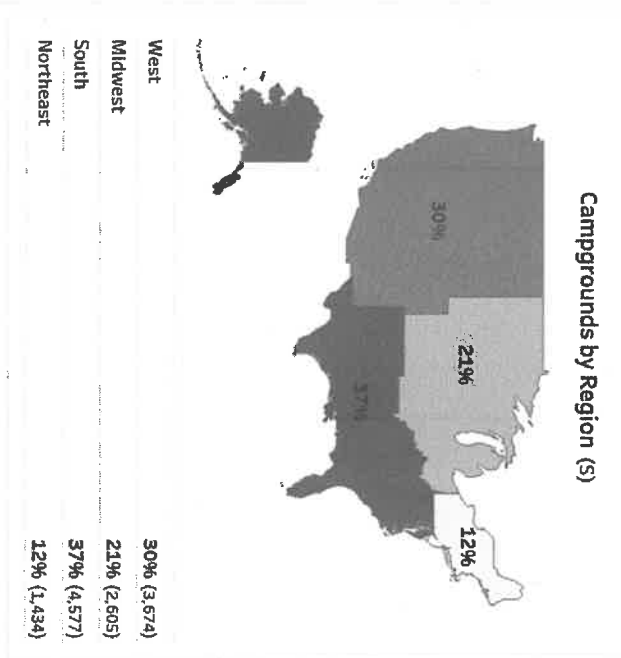 Campgrounds by Region (S)
30%
21%
37%
12%
West 30% (3,674)
Midwest 21% (2,605)
South 37% (4,577)
Northeast 12% (1,434)